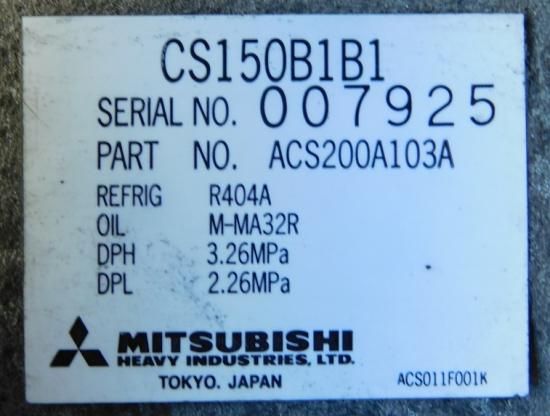 CS150B1B1
SERIAL NO. 007925
PART NO. ACS200A103A
REFRIG R404A
OIL M-MA32R
DPH 3.26MPa
DPL 2.26MPa
MITSUBISHI
HEAVY INDUSTRIES, LTD.
TOKYO. JAPAN ACS011F001K